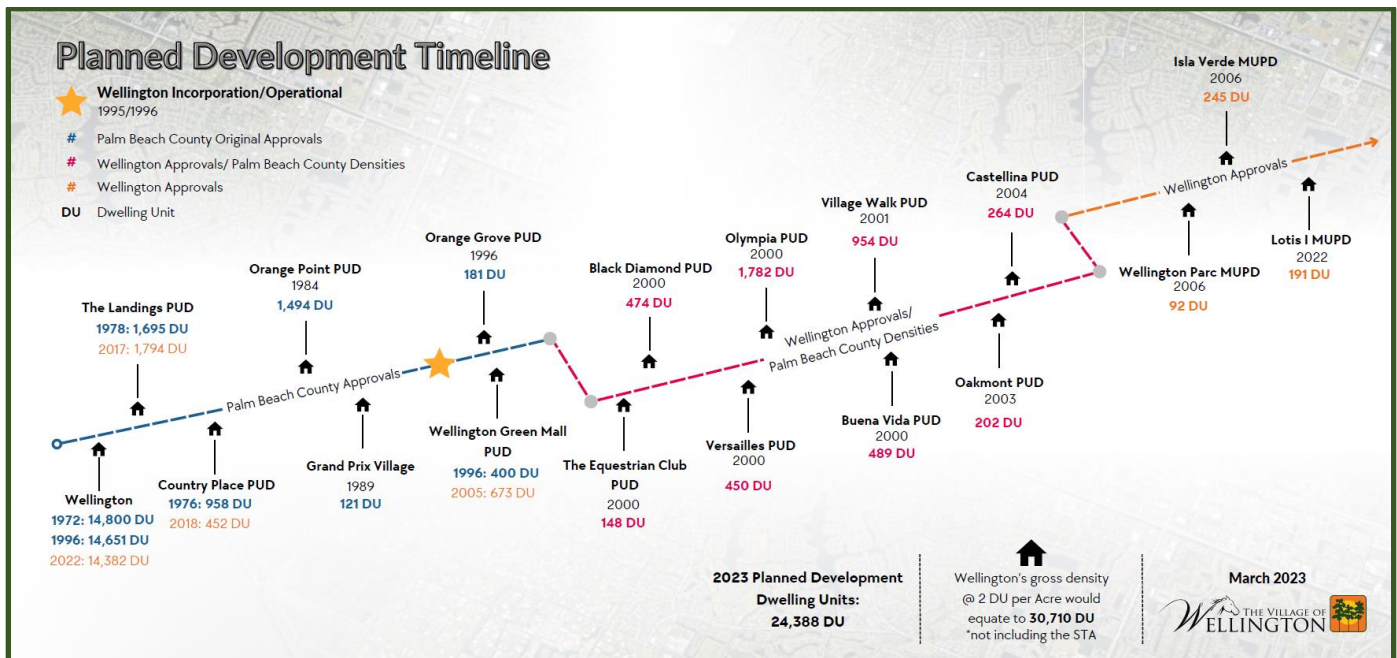 Planned Development Timeline
Wellington Incorporation/Operational
1995/1996
# Palm Beach County Original Approvals
# Wellington Approvals/ Palm Beach County Densities
# Wellington Approvals
DU Dwelling Unit
Wellington
1972: 14,800 DU
1996: 14,651 DU
2022: 14,382 DU
The Landings PUD
1978: 1,695 DU
2017: 1,794 DU
Country Place PUD
1976: 958 DU
2018: 452 DU
Palm Beach County Approvals
Orange Point PUD
1984
1,494 DU
Grand Prix Village
1989
121 DU
Orange Grove PUD
1996
181 DU
Wellington Green Mall
PUD
1996: 400 DU
2005: 673 DU
The Equestrian Club
PUD
2000
148 DU
Black Diamond PUD
2000
474 DU
Versailles PUD
2000
450 DU
Olympia PUD
2000
1,782 DU
Wellington Approvals/
Palm Beach County Densities
Village Walk PUD
2001
954 DU
Buena Vida PUD
2000
489 DU
Castellina PUD
2004
264 DU
Oakmont PUD
2003
202 DU
Wellington Approvals
Wellington Parc MUPD
2006
92 DU
Isla Verde MUPD
2006
245 DU
Lotis I MUPD
2022
191 DU
2023 Planned Development
Dwelling Units:
24,388 DU
Wellington's gross density
@ 2 DU per Acre would
equate to 30,710 DU
*not including the STA
March 2023
THE VILLAGE OF
WELLINGTON